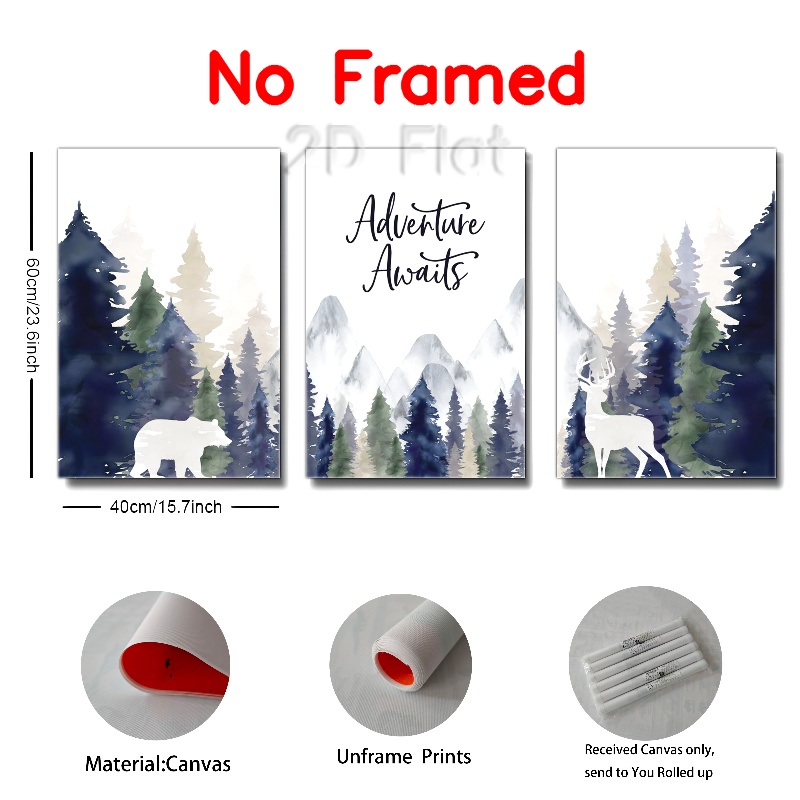 No Framed
2D Flat
Adventure
Awaits
60cm/23.6inch
40cm/15.7inch
Material:Canvas
Unframe Prints
Received Canvas only,
send to You Rolled up